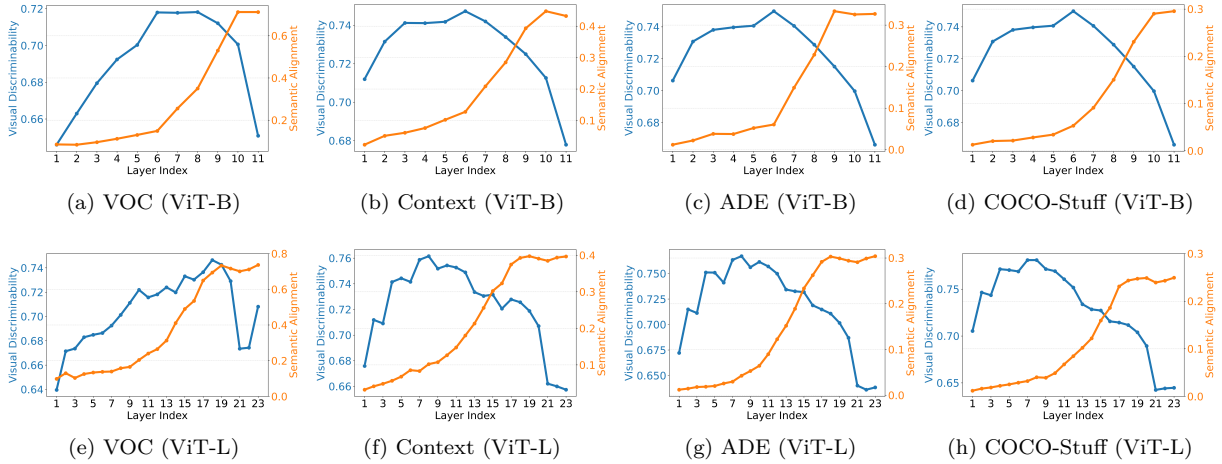 0.72
0.70
0.68
0.66
Visual Discriminability
0.6
0.4
0.2
Semantic Alignment
1 2 3 4 5 6 7 8 9 10 11
Layer Index
(a) VOC (ViT-B)
0.74
0.72
0.70
0.68
Visual Discriminability
0.4
0.3
0.2
0.1
Semantic Alignment
1 2 3 4 5 6 7 8 9 10 11
Layer Index
(b) Context (ViT-B)
0.74
0.72
0.70
0.68
Visual Discriminability
0.3
0.2
0.1
0.0
Semantic Alignment
1 2 3 4 5 6 7 8 9 10 11
Layer Index
(c) ADE (ViT-B)
0.74
0.72
0.70
0.68
Visual Discriminability
0.3
0.2
0.1
0.0
Semantic Alignment
1 2 3 4 5 6 7 8 9 10 11
Layer Index
(d) COCO-Stuff (ViT-B)
0.74
0.72
0.70
0.68
0.66
0.64
Visual Discriminability
0.8
0.6
0.4
0.2
0.0
Semantic Alignment
1 3 5 7 9 11 13 15 17 19 21 23
Layer Index
(e) VOC (ViT-L)
0.76
0.74
0.72
0.70
0.68
0.66
Visual Discriminability
0.4
0.3
0.2
0.1
Semantic Alignment
1 3 5 7 9 11 13 15 17 19 21 23
Layer Index
(f) Context (ViT-L)
0.750
0.725
0.700
0.675
0.650
Visual Discriminability
0.3
0.2
0.1
0.0
Semantic Alignment
1 3 5 7 9 11 13 15 17 19 21 23
Layer Index
(g) ADE (ViT-L)
0.75
0.70
0.65
Visual Discriminability
0.3
0.2
0.1
0.0
Semantic Alignment
1 3 5 7 9 11 13 15 17 19 21 23
Layer Index
(h) COCO-Stuff (ViT-L)